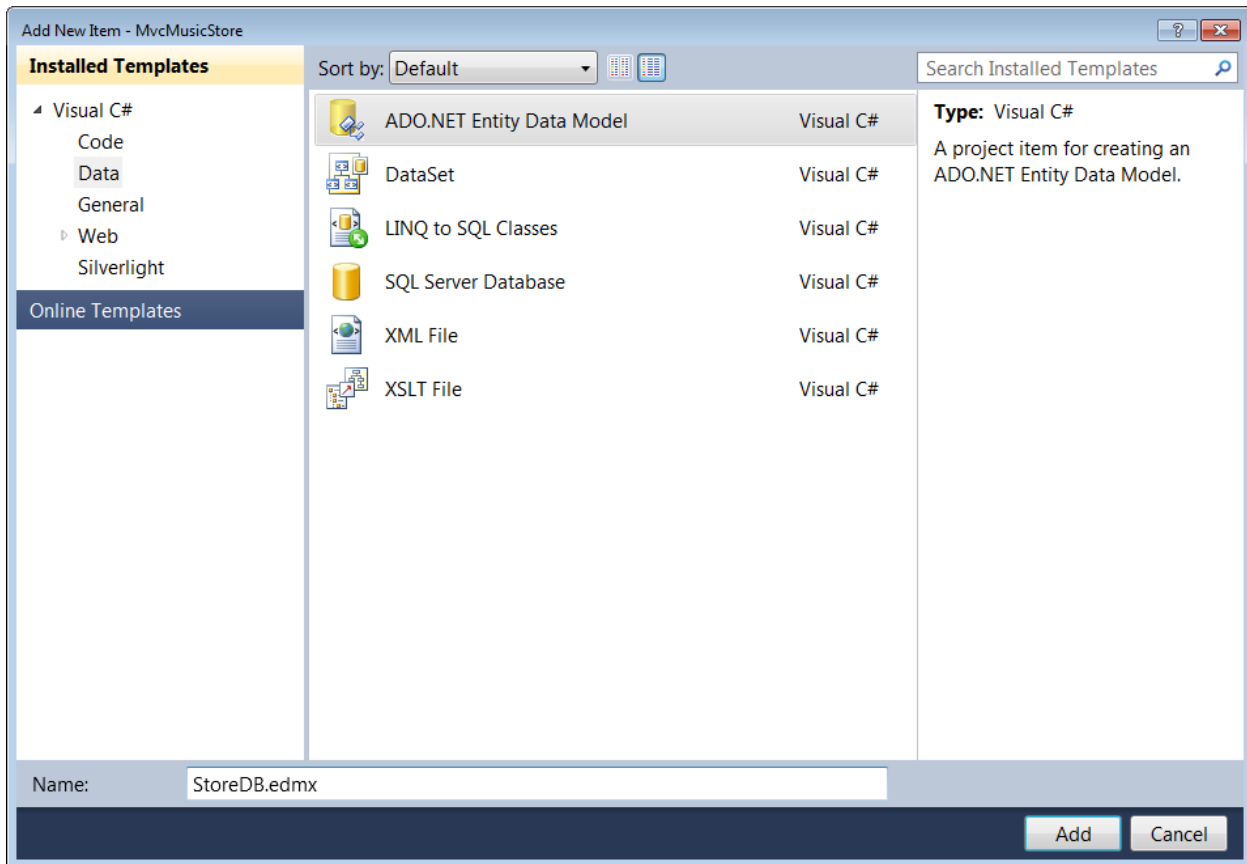 Add New Item - MvcMusicStore
Installed Templates
Sort by: Default
Search Installed Templates
Visual C#
Code
Data
General
Web
Silverlight
Online Templates
ADO.NET Entity Data Model Visual C#
DataSet Visual C#
LINQ to SQL Classes Visual C#
SQL Server Database Visual C#
XML File Visual C#
XSLT File Visual C#
Type: Visual C#
A project item for creating an
ADO.NET Entity Data Model.
Name: StoreDB.edmx
Add Cancel